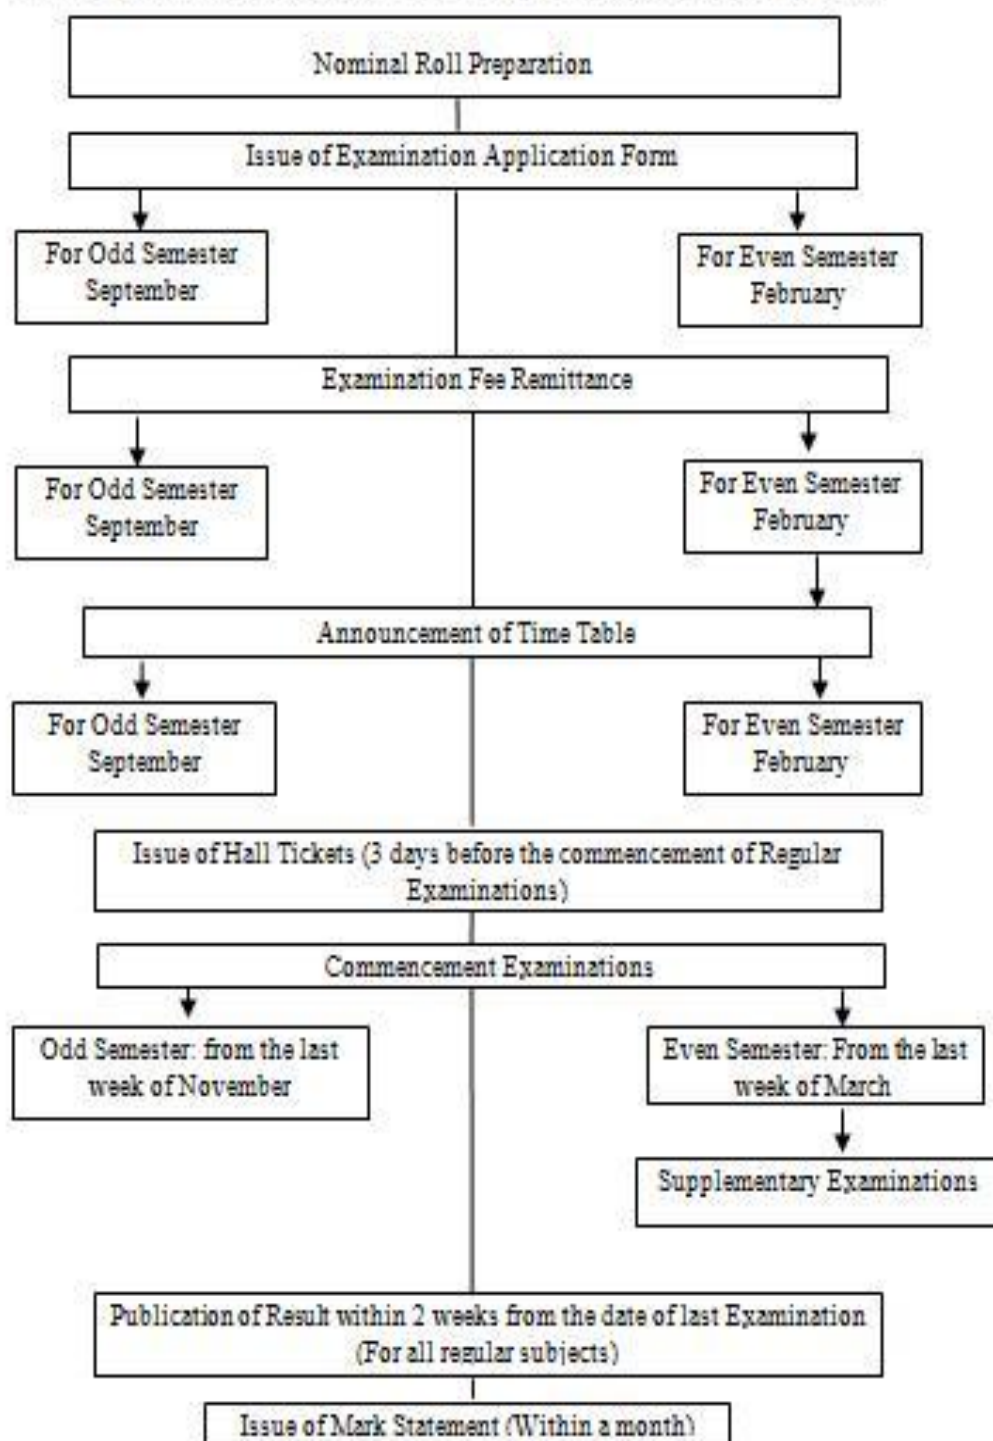 Nominal Roll Preparation
Issue of Examination Application Form
For Odd Semester
September
For Even Semester
February
Examination Fee Remittance
For Odd Semester
September
For Even Semester
February
Announcement of Time Table
For Odd Semester
September
For Even Semester
February
Issue of Hall Tickets (3 days before the commencement of Regular
Examinations)
Commencement Examinations
Odd Semester: from the last
week of November
Even Semester: From the last
week of March
Supplementary Examinations
Publication of Result within 2 weeks from the date of last Examination
(For all regular subjects)
Issue of Mark Statement (Within a month)